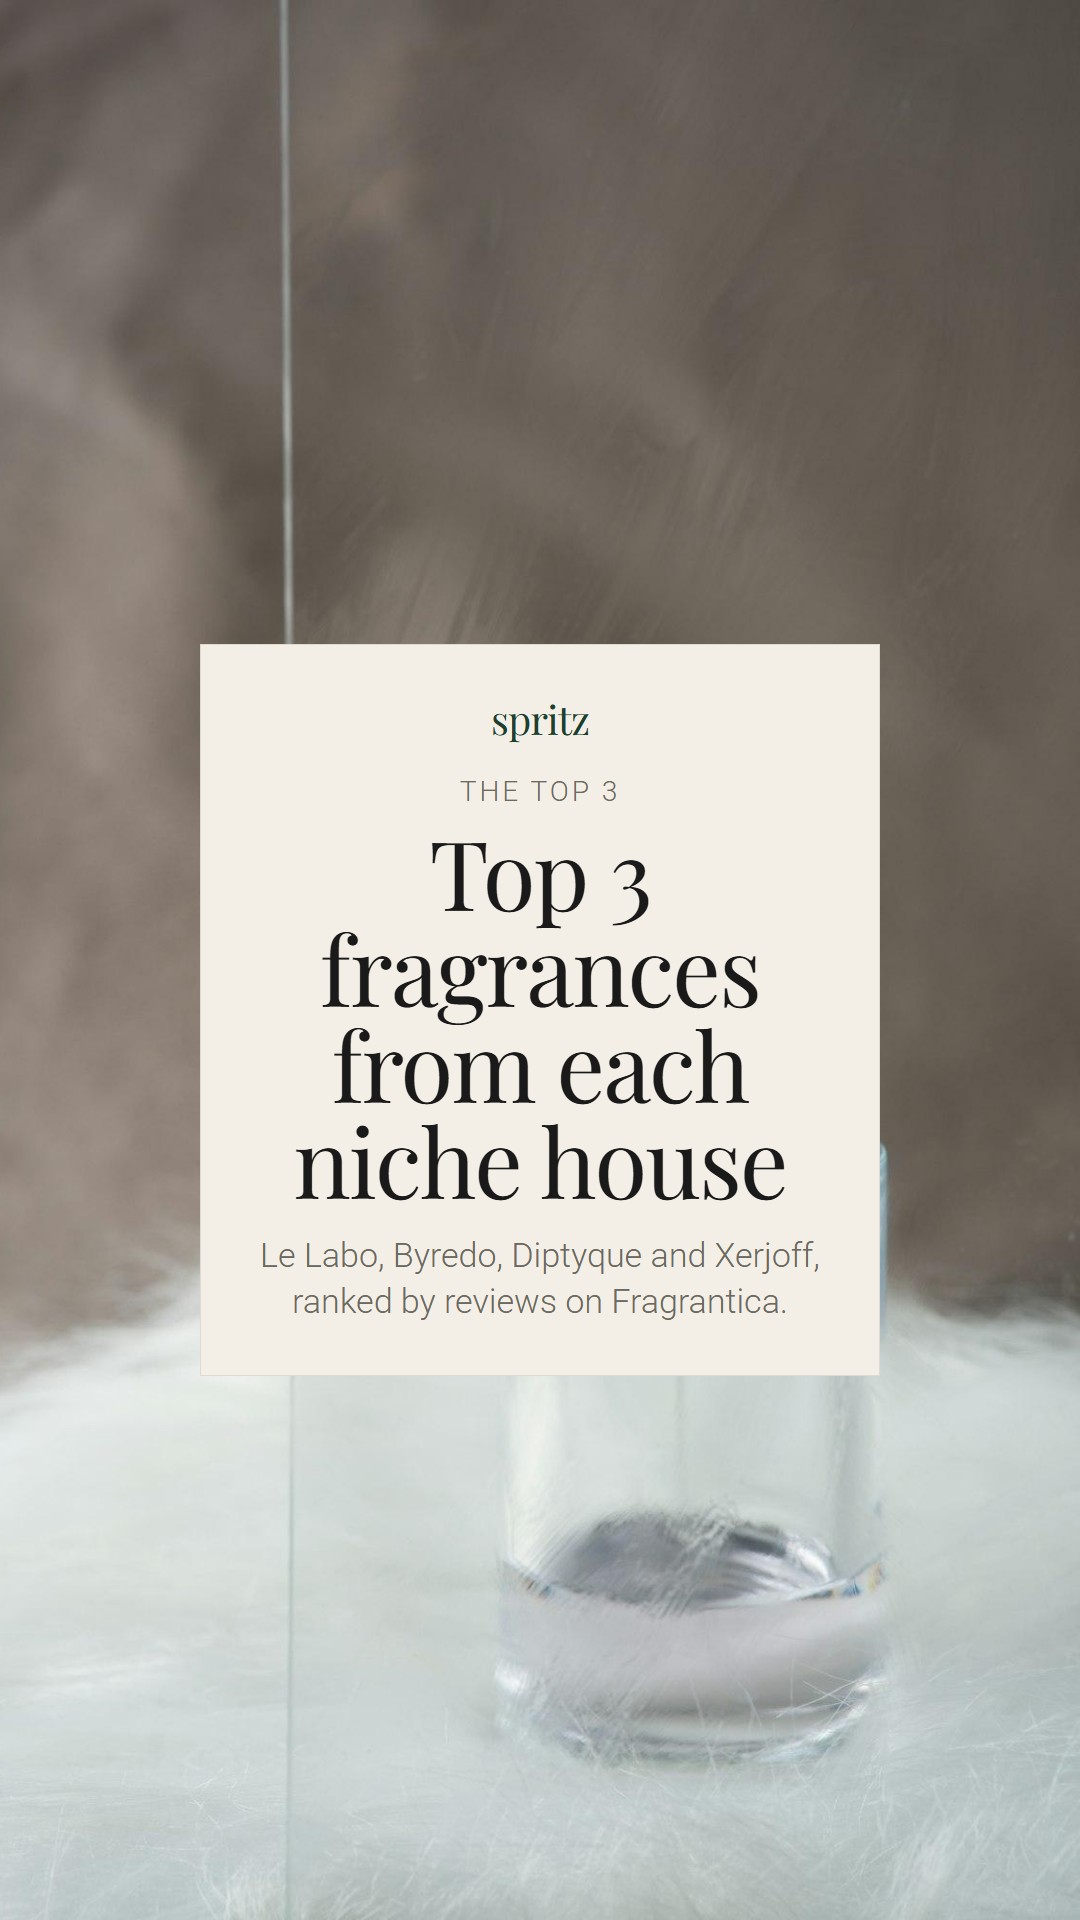 spritz
THE TOP 3
Top 3
fragrances
from each
niche house
Le Labo, Byredo, Diptyque and Xerjoff,
ranked by reviews on Fragrantica.